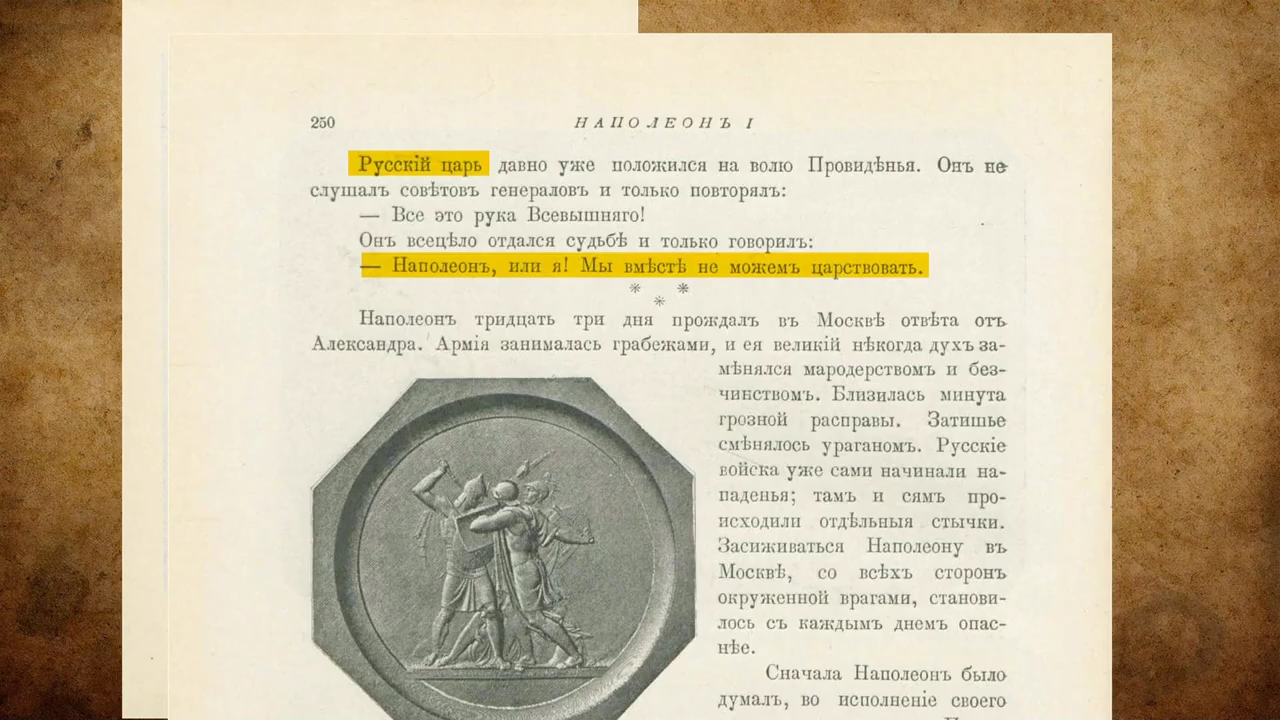 250
НАПОЛЕОНЪ I
Русскій царь давно уже положился на волю Провидѣнья. Онъ не
слушалъ совѣтовъ генераловъ и только повторялъ:
— Все это рука Всевышняго!
Онъ всецѣло отдался судьбѣ и только говорилъ:
— Наполеонъ, или я! Мы вмѣстѣ не можемъ царствовать.
* *
*
Наполеонъ тридцать три дня прождалъ въ Москвѣ отвѣта отъ
Александра. Армія занималась грабежами, и ея великій нѣкогда духъ за-
мѣнялся мародерствомъ и без-
чинствомъ. Близилась минута
грозной расправы. Затишье
смѣнялось ураганомъ. Русскіе
войска уже сами начинали на-
паденья; тамъ и сямъ про-
исходили отдѣльныя стычки.
Засиживаться Наполеону въ
Москвѣ, со всѣхъ сторонъ
окруженной врагами, станови-
лось съ каждымъ днемъ опас-
нѣе.
Сначала Наполеонъ было
думалъ, во исполненіе своего